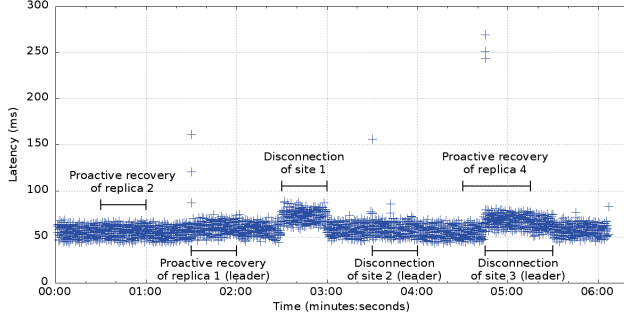 300
250
200
150
100
50
0
Latency (ms)
Disconnection
of site 1
Proactive recovery
of replica 4
Proactive recovery
of replica 2
Proactive recovery
of replica 1 (leader)
Disconnection
of site 2 (leader)
Disconnection
of site 3 (leader)
00:00 01:00 02:00 03:00 04:00 05:00 06:00
Time (minutes:seconds)